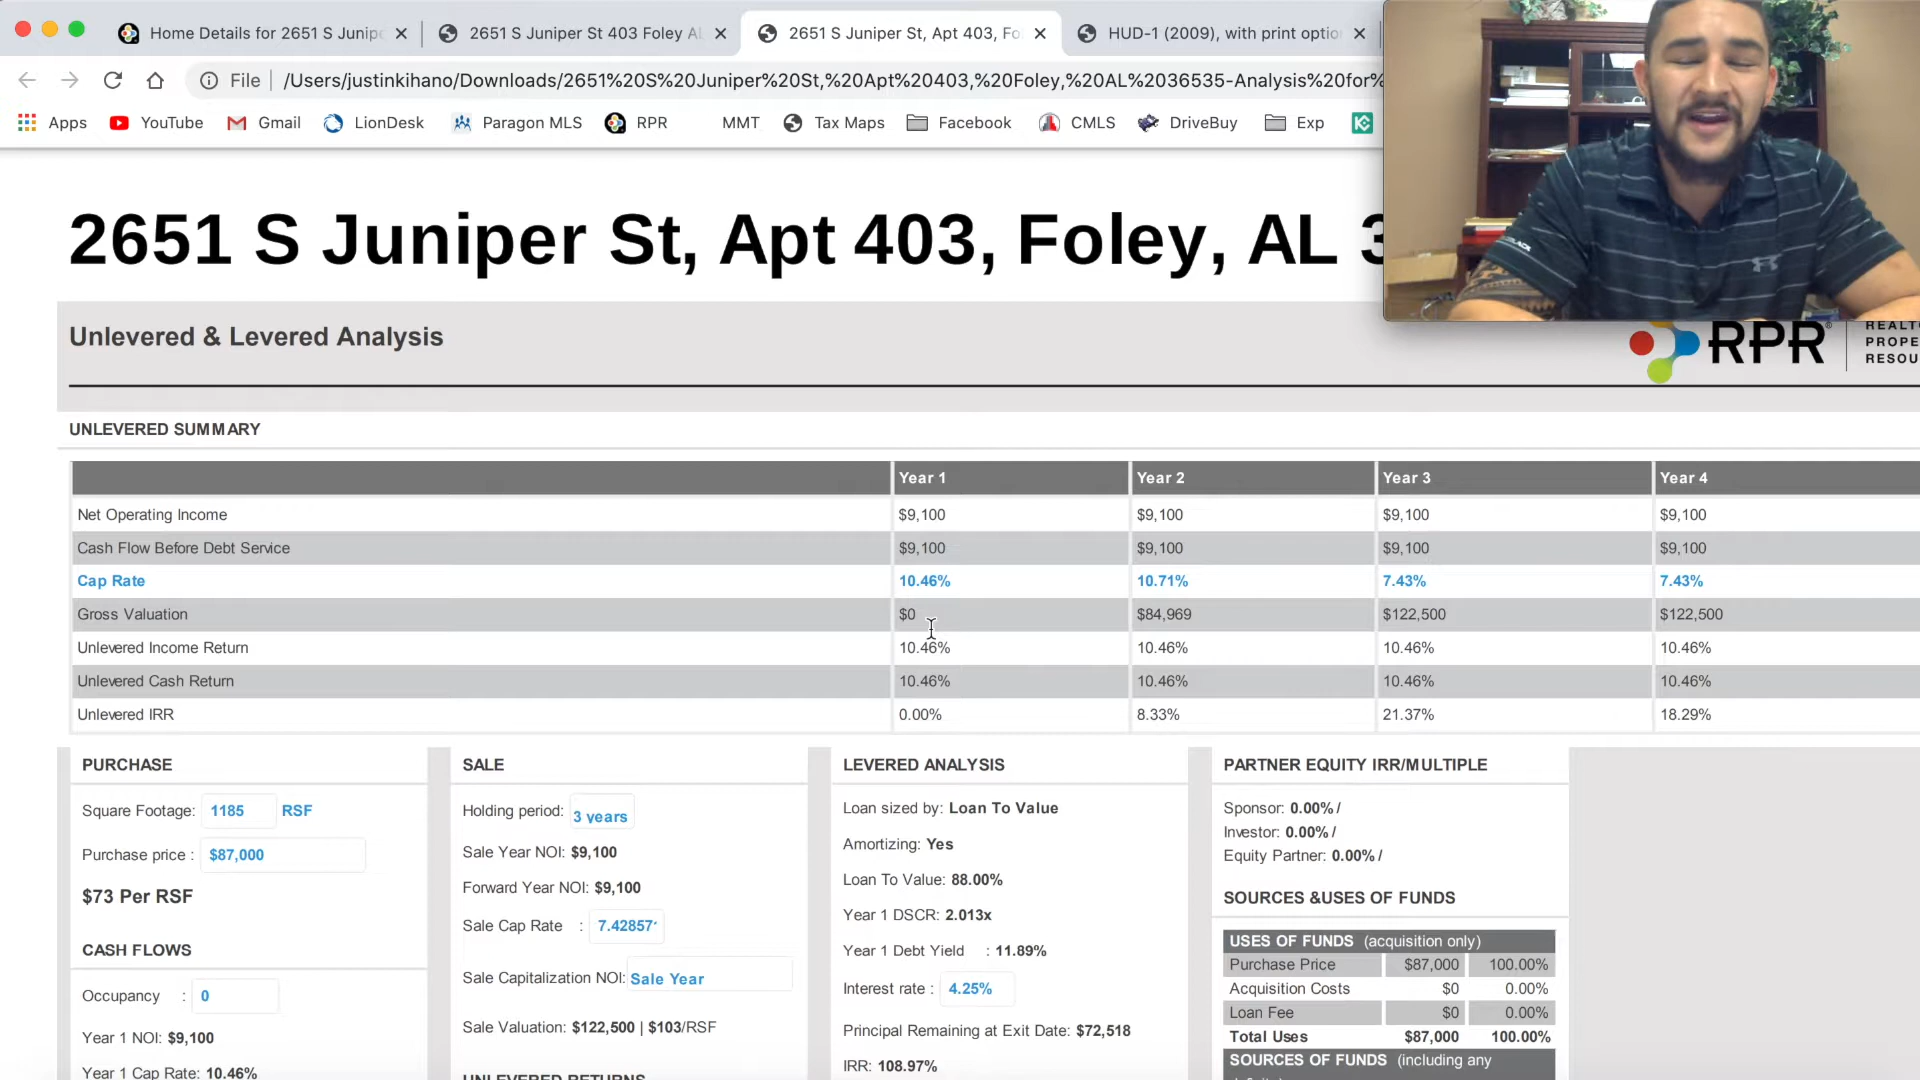 Home Details for 2651 S Junipe
2651 S Juniper St 403 Foley AL
2651 S Juniper St, Apt 403, Fo
HUD-1 (2009), with print optio
File
/Users/justinkihano/Downloads/2651%20S%20Juniper%20St,%20Apt%20403,%20Foley,%20AL%2036535-Analysis%20for%
Apps
YouTube
Gmail
LionDesk
Paragon MLS
RPR
MMT
Tax Maps
Facebook
CMLS
DriveBuy
Exp
2651 S Juniper St, Apt 403, Foley, AL 3
Unlevered & Levered Analysis
RPR®
REALT
PROPE
RESOU
UNLEVERED SUMMARY
Year 1 Year 2 Year 3 Year 4
Net Operating Income $9,100 $9,100 $9,100 $9,100
Cash Flow Before Debt Service $9,100 $9,100 $9,100 $9,100
Cap Rate 10.46% 10.71% 7.43% 7.43%
Gross Valuation $0 $84,969 $122,500 $122,500
Unlevered Income Return 10.46% 10.46% 10.46% 10.46%
Unlevered Cash Return 10.46% 10.46% 10.46% 10.46%
Unlevered IRR 0.00% 8.33% 21.37% 18.29%
PURCHASE
Square Footage: 1185 RSF
Purchase price : $87,000
$73 Per RSF
CASH FLOWS
Occupancy : 0
Year 1 NOI: $9,100
Year 1 Cap Rate: 10.46%
SALE
Holding period: 3 years
Sale Year NOI: $9,100
Forward Year NOI: $9,100
Sale Cap Rate : 7.42857
Sale Capitalization NOI: Sale Year
Sale Valuation: $122,500 | $103/RSF
UNLEVERED RETURNS
LEVERED ANALYSIS
Loan sized by: Loan To Value
Amortizing: Yes
Loan To Value: 88.00%
Year 1 DSCR: 2.013x
Year 1 Debt Yield : 11.89%
Interest rate : 4.25%
Principal Remaining at Exit Date: $72,518
IRR: 108.97%
PARTNER EQUITY IRR/MULTIPLE
Sponsor: 0.00% /
Investor: 0.00% /
Equity Partner: 0.00% /
SOURCES &USES OF FUNDS
USES OF FUNDS (acquisition only)
Purchase Price $87,000 100.00%
Acquisition Costs $0 0.00%
Loan Fee $0 0.00%
Total Uses $87,000 100.00%
SOURCES OF FUNDS (including any